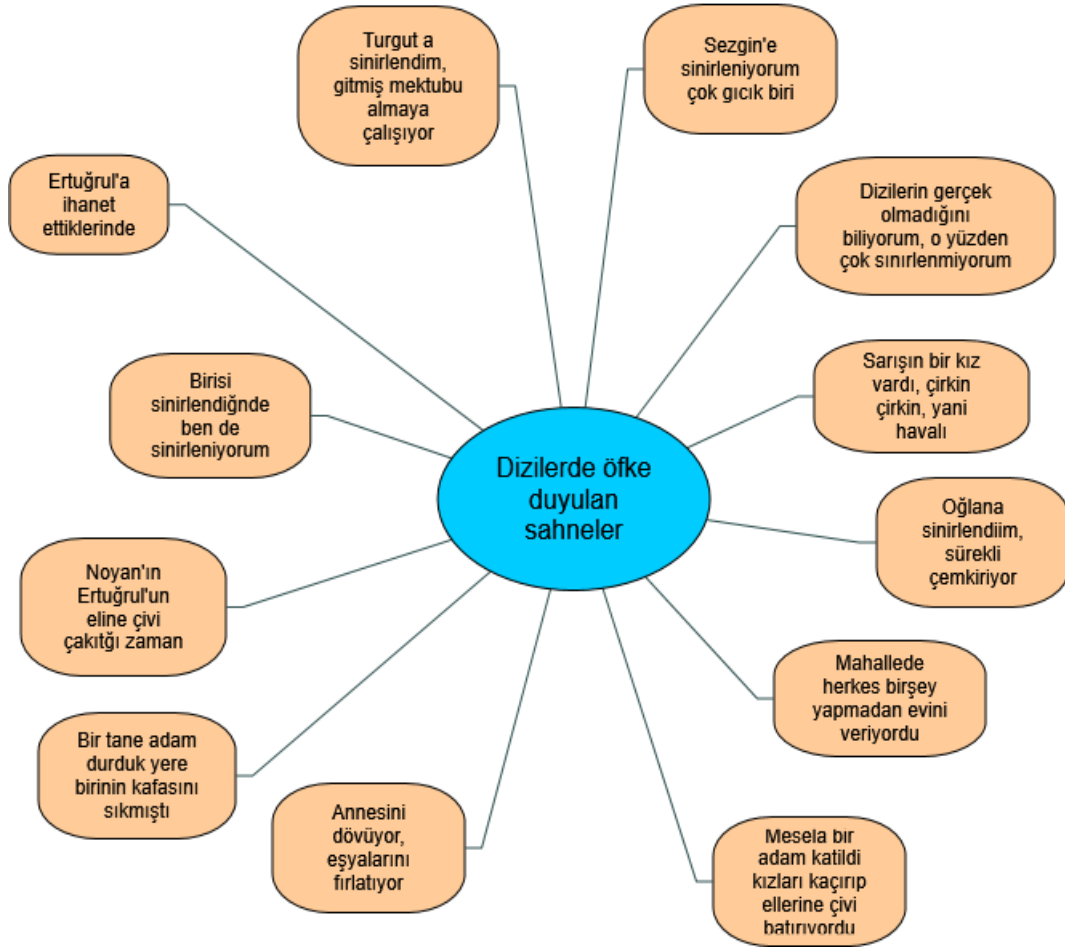 Turgut a
sinirlendim,
gitmiş mektubu
almaya
çalışıyor
Sezgin'e
sinirleniyorum
çok gıcık biri
Ertuğrul'a
ihanet
ettiklerinde
Dizilerin gerçek
olmadığını
biliyorum, o yüzden
çok sınırlenmiyorum
Birisi
sinirlendiğnde
ben de
sinirleniyorum
Sarışın bir kız
vardı, çirkin
çirkin, yani
havalı
Dizilerde öfke
duyulan
sahneler
Oğlana
sinirlendiim,
sürekli
çemkiriyor
Noyan'ın
Ertuğrul'un
eline çivi
çakıtğı zaman
Mahallede
herkes birşey
yapmadan evini
veriyordu
Bir tane adam
durduk yere
birinin kafasını
sıkmıştı
Annesini
dövüyor,
eşyalarını
fırlatıyor
Mesela bir
adam katildi
kızları kaçırıp
ellerine çivi
batırıyordu